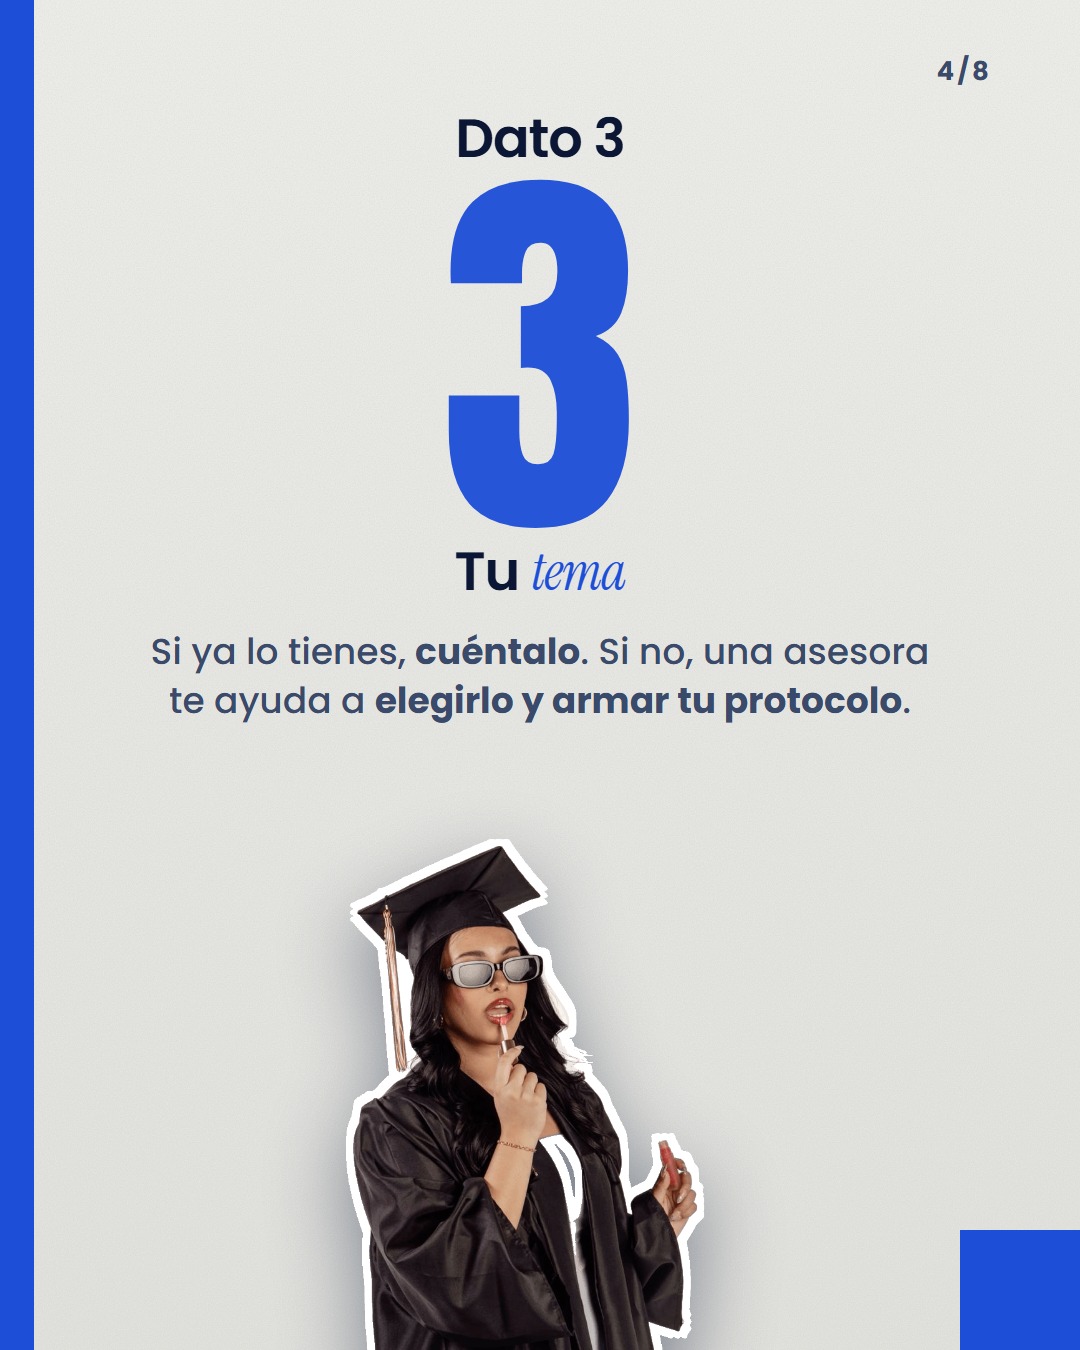 4/8
Dato 3
3
Tu tema
Si ya lo tienes, cuéntalo. Si no, una asesora
te ayuda a elegirlo y armar tu protocolo.